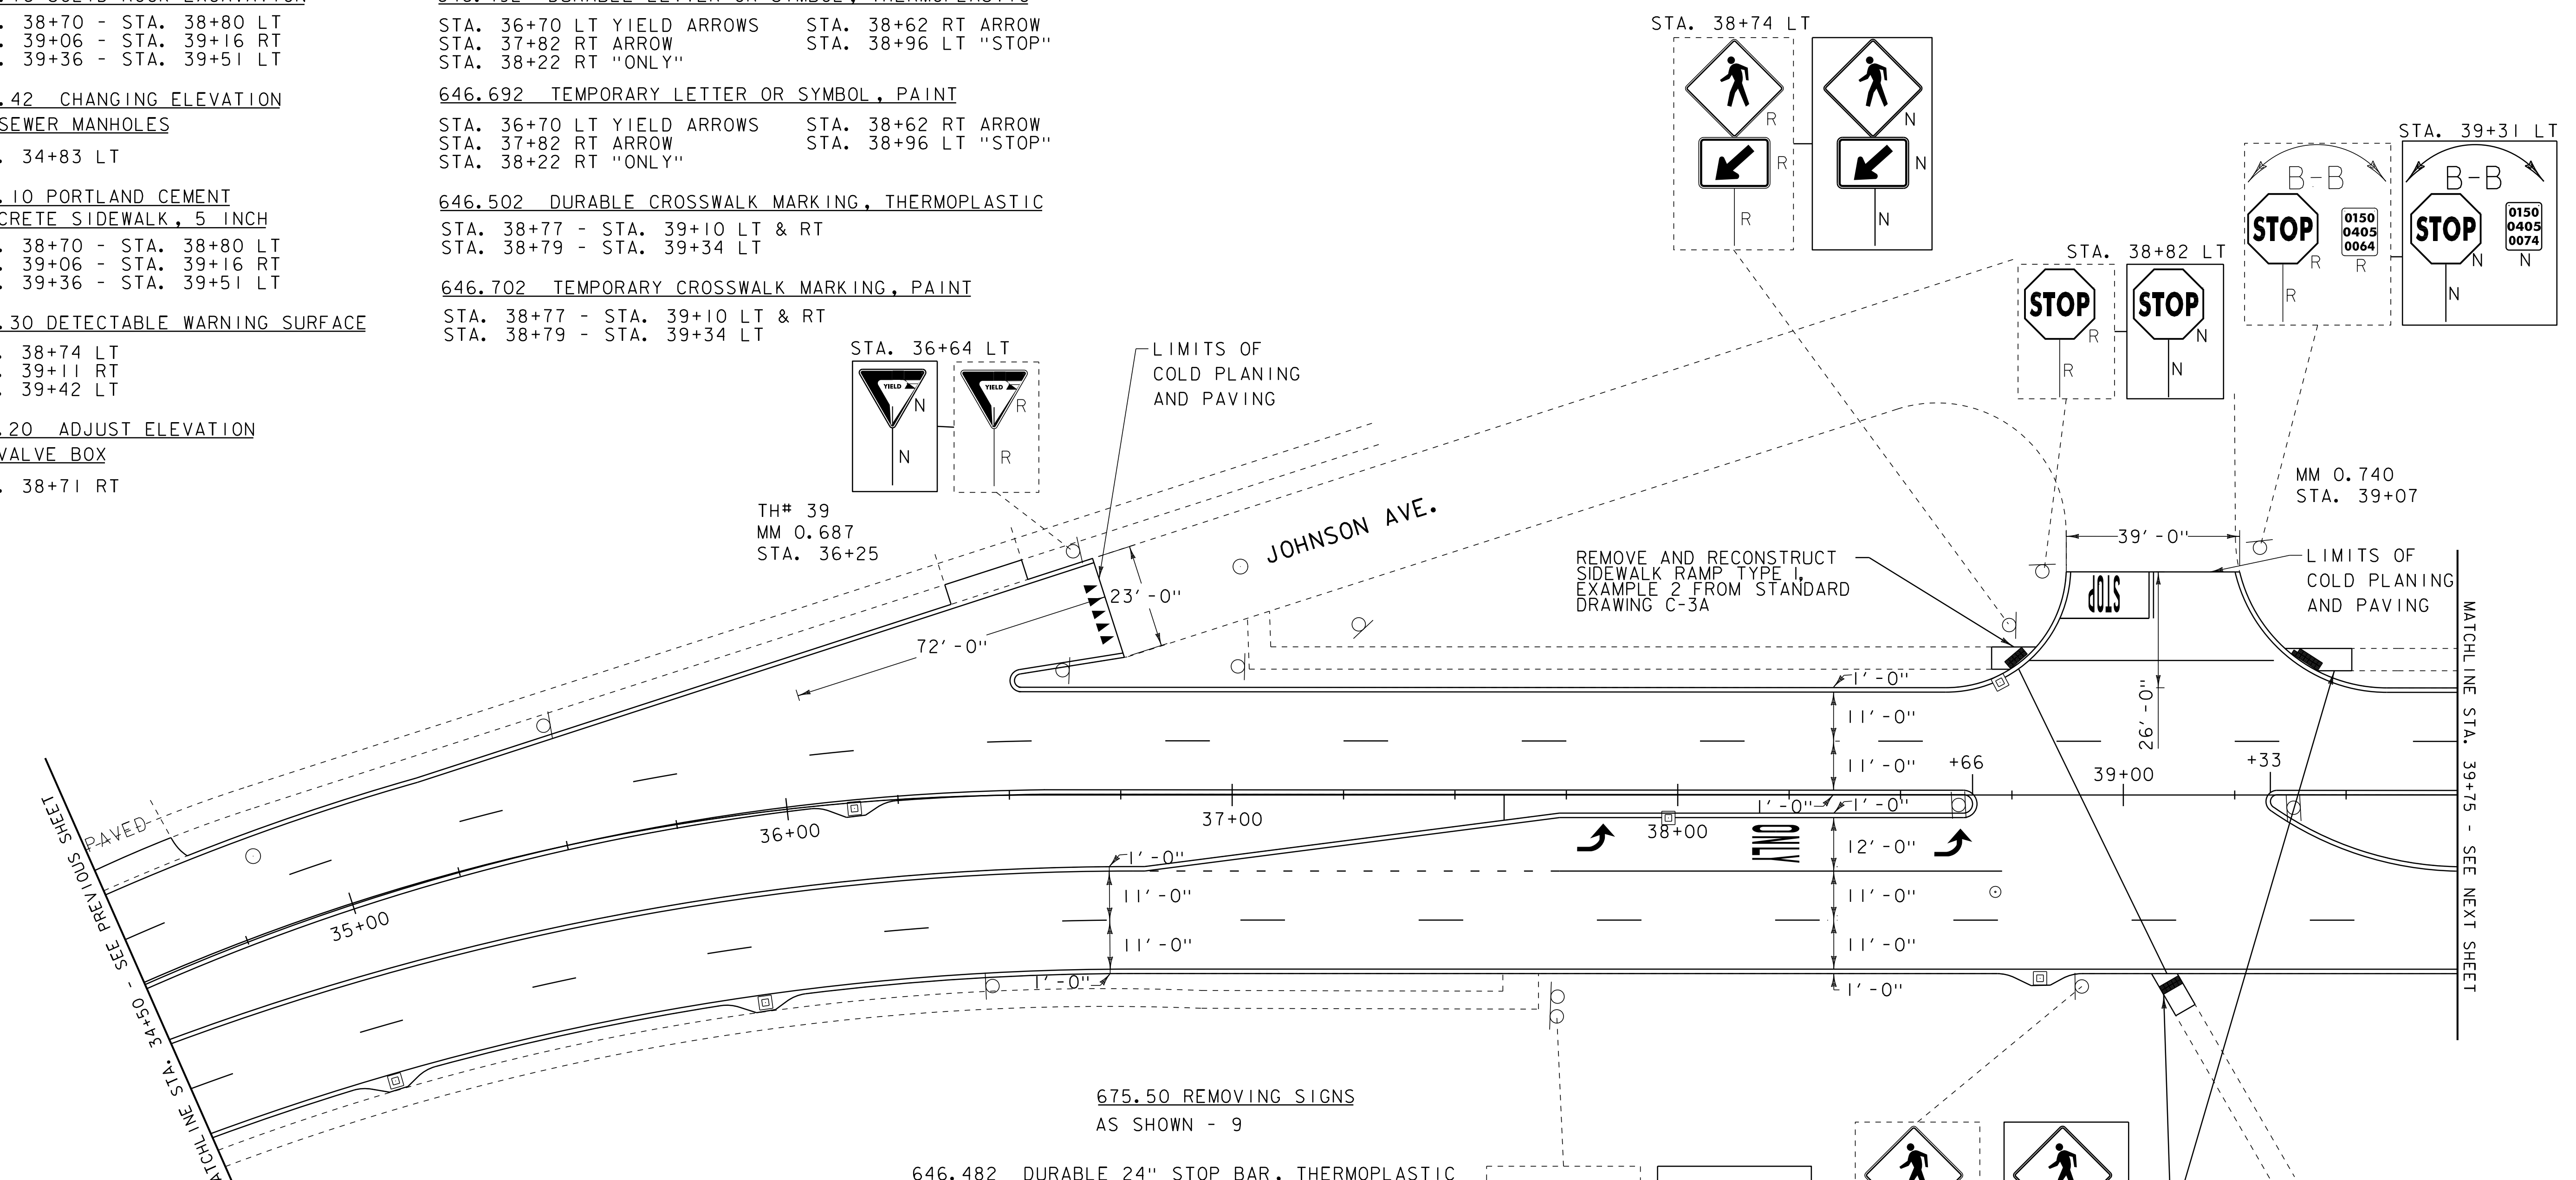 38+70 - STA. 38+80 LT
39+06 - STA. 39+16 RT
39+36 - STA. 39+51 LT
.42 CHANGING ELEVATION
SEWER MANHOLES
34+83 LT
.10 PORTLAND CEMENT
CRETE SIDEWALK, 5 INCH
38+70 - STA. 38+80 LT
39+06 - STA. 39+16 RT
39+36 - STA. 39+51 LT
.30 DETECTABLE WARNING SURFACE
38+74 LT
39+11 RT
39+42 LT
.20 ADJUST ELEVATION
VALVE BOX
38+71 RT
STA. 36+70 LT YIELD ARROWS STA. 38+62 RT ARROW
STA. 37+82 RT ARROW STA. 38+96 LT "STOP"
STA. 38+22 RT "ONLY"
646.692 TEMPORARY LETTER OR SYMBOL, PAINT
STA. 36+70 LT YIELD ARROWS STA. 38+62 RT ARROW
STA. 37+82 RT ARROW STA. 38+96 LT "STOP"
STA. 38+22 RT "ONLY"
646.502 DURABLE CROSSWALK MARKING, THERMOPLASTIC
STA. 38+77 - STA. 39+10 LT & RT
STA. 38+79 - STA. 39+34 LT
646.702 TEMPORARY CROSSWALK MARKING, PAINT
STA. 38+77 - STA. 39+10 LT & RT
STA. 38+79 - STA. 39+34 LT
STA. 36+64 LT
YIELD
N
N
YIELD
R
R
LIMITS OF
COLD PLANING
AND PAVING
TH# 39
MM 0.687
STA. 36+25
STA. 38+74 LT
R
R
R
N
N
N
STA. 38+82 LT
STOP
R
R
STOP
N
N
STA. 39+31 LT
B-B
STOP
0150
0405
0064
R
R
R
B-B
STOP
0150
0405
0074
N
N
N
MM 0.740
STA. 39+07
LIMITS OF
COLD PLANING
AND PAVING
JOHNSON AVE.
REMOVE AND RECONSTRUCT
SIDEWALK RAMP TYPE 1,
EXAMPLE 2 FROM STANDARD
DRAWING C-3A
39'-0"
STOP
23'-0"
72'-0"
26'-0"
1'-0"
11'-0"
11'-0"
1'-0"
1'-0"
12'-0"
11'-0"
11'-0"
1'-0"
1'-0"
11'-0"
11'-0"
1'-0"
+66
+33
35+00
36+00
37+00
38+00
39+00
ONLY
PAVED
MATCHLINE STA. 39+75 - SEE NEXT SHEET
ATCHLINE STA. 34+50 - SEE PREVIOUS SHEET
675.50 REMOVING SIGNS
AS SHOWN - 9
646.482 DURABLE 24" STOP BAR, THERMOPLASTIC